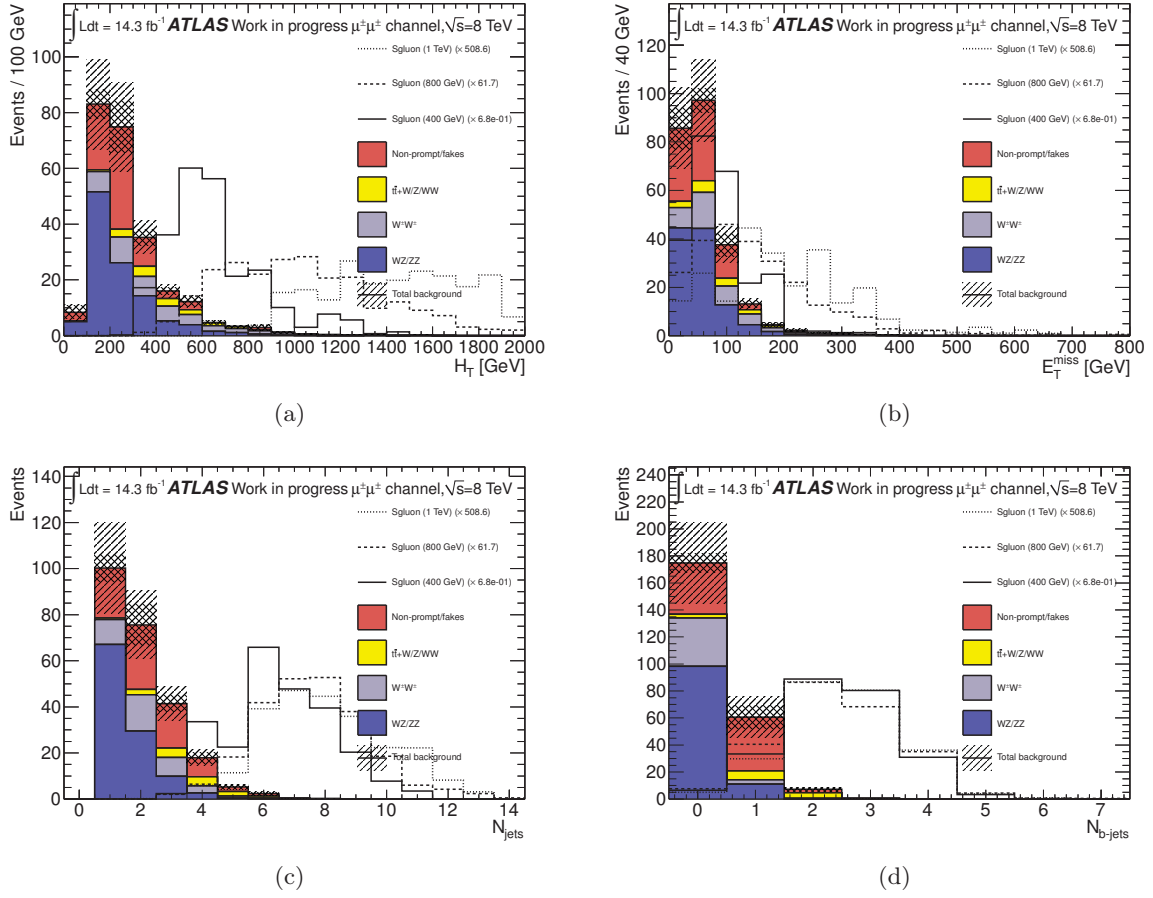 ∫ Ldt = 14.3 fb⁻¹ ATLAS Work in progress μ±μ± channel,√s=8 TeV
Events / 100 GeV
100
80
60
40
20
0
Sgluon (1 TeV) (× 508.6)
Sgluon (800 GeV) (× 61.7)
Sgluon (400 GeV) (× 6.8e-01)
Non-prompt/fakes
tt̄+W/Z/WW
W±W±
WZ/ZZ
Total background
0 200 400 600 800 1000 1200 1400 1600 1800 2000
H_T [GeV]
(a)
∫ Ldt = 14.3 fb⁻¹ ATLAS Work in progress μ±μ± channel,√s=8 TeV
Events / 40 GeV
120
100
80
60
40
20
0
Sgluon (1 TeV) (× 508.6)
Sgluon (800 GeV) (× 61.7)
Sgluon (400 GeV) (× 6.8e-01)
Non-prompt/fakes
tt̄+W/Z/WW
W±W±
WZ/ZZ
Total background
0 100 200 300 400 500 600 700 800
E_T^miss [GeV]
(b)
∫ Ldt = 14.3 fb⁻¹ ATLAS Work in progress μ±μ± channel,√s=8 TeV
Events
140
120
100
80
60
40
20
0
Sgluon (1 TeV) (× 508.6)
Sgluon (800 GeV) (× 61.7)
Sgluon (400 GeV) (× 6.8e-01)
Non-prompt/fakes
tt̄+W/Z/WW
W±W±
WZ/ZZ
Total background
0 2 4 6 8 10 12 14
N_jets
(c)
∫ Ldt = 14.3 fb⁻¹ ATLAS Work in progress μ±μ± channel,√s=8 TeV
Events
240
220
200
180
160
140
120
100
80
60
40
20
0
Sgluon (1 TeV) (× 508.6)
Sgluon (800 GeV) (× 61.7)
Sgluon (400 GeV) (× 6.8e-01)
Non-prompt/fakes
tt̄+W/Z/WW
W±W±
WZ/ZZ
Total background
0 1 2 3 4 5 6 7
N_b-jets
(d)